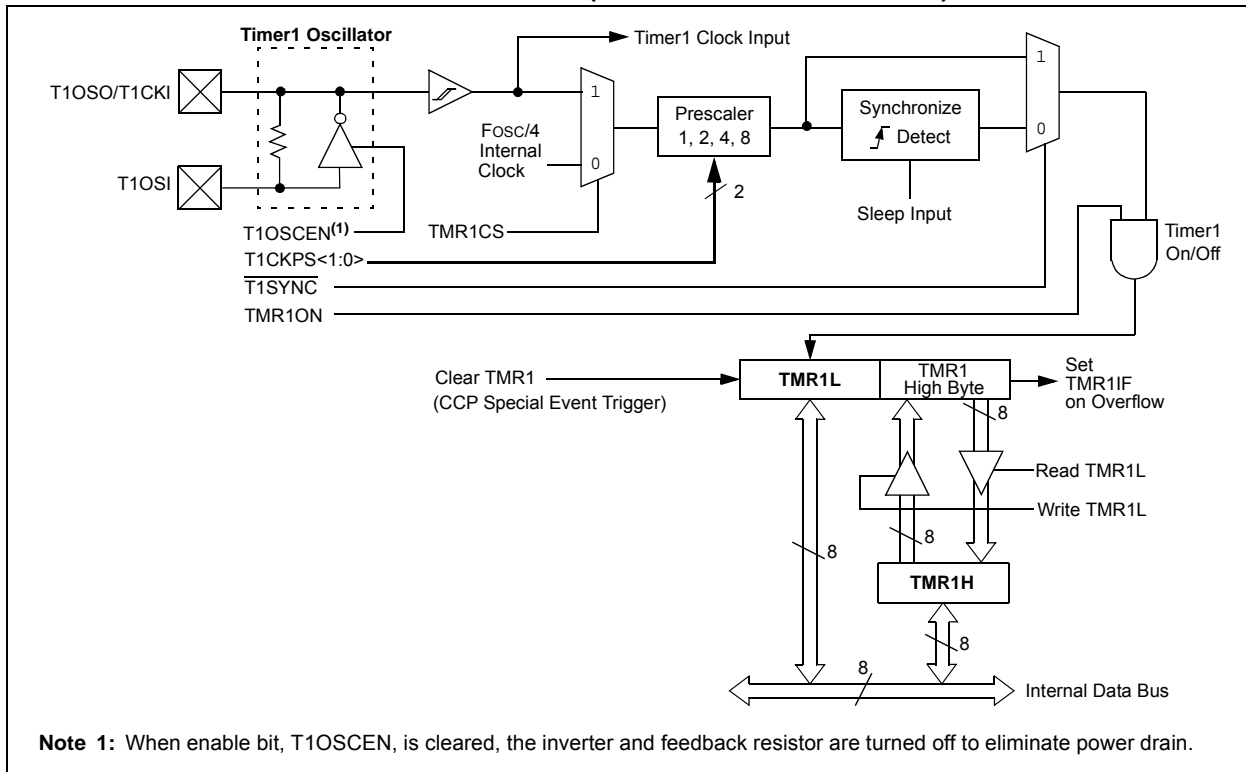 Timer1 Oscillator
Timer1 Clock Input
T1OSO/T1CKI
T1OSI
FOSC/4
Internal
Clock
1
0
Prescaler
1, 2, 4, 8
2
Synchronize
Detect
Sleep Input
1
0
T1OSCEN(1)
TMR1CS
T1CKPS<1:0>
T1SYNC
TMR1ON
Timer1
On/Off
Clear TMR1
(CCP Special Event Trigger)
TMR1L
TMR1
High Byte
Set
TMR1IF
on Overflow
8
Read TMR1L
Write TMR1L
8
8
TMR1H
8
8
Internal Data Bus
Note 1: When enable bit, T1OSCEN, is cleared, the inverter and feedback resistor are turned off to eliminate power drain.